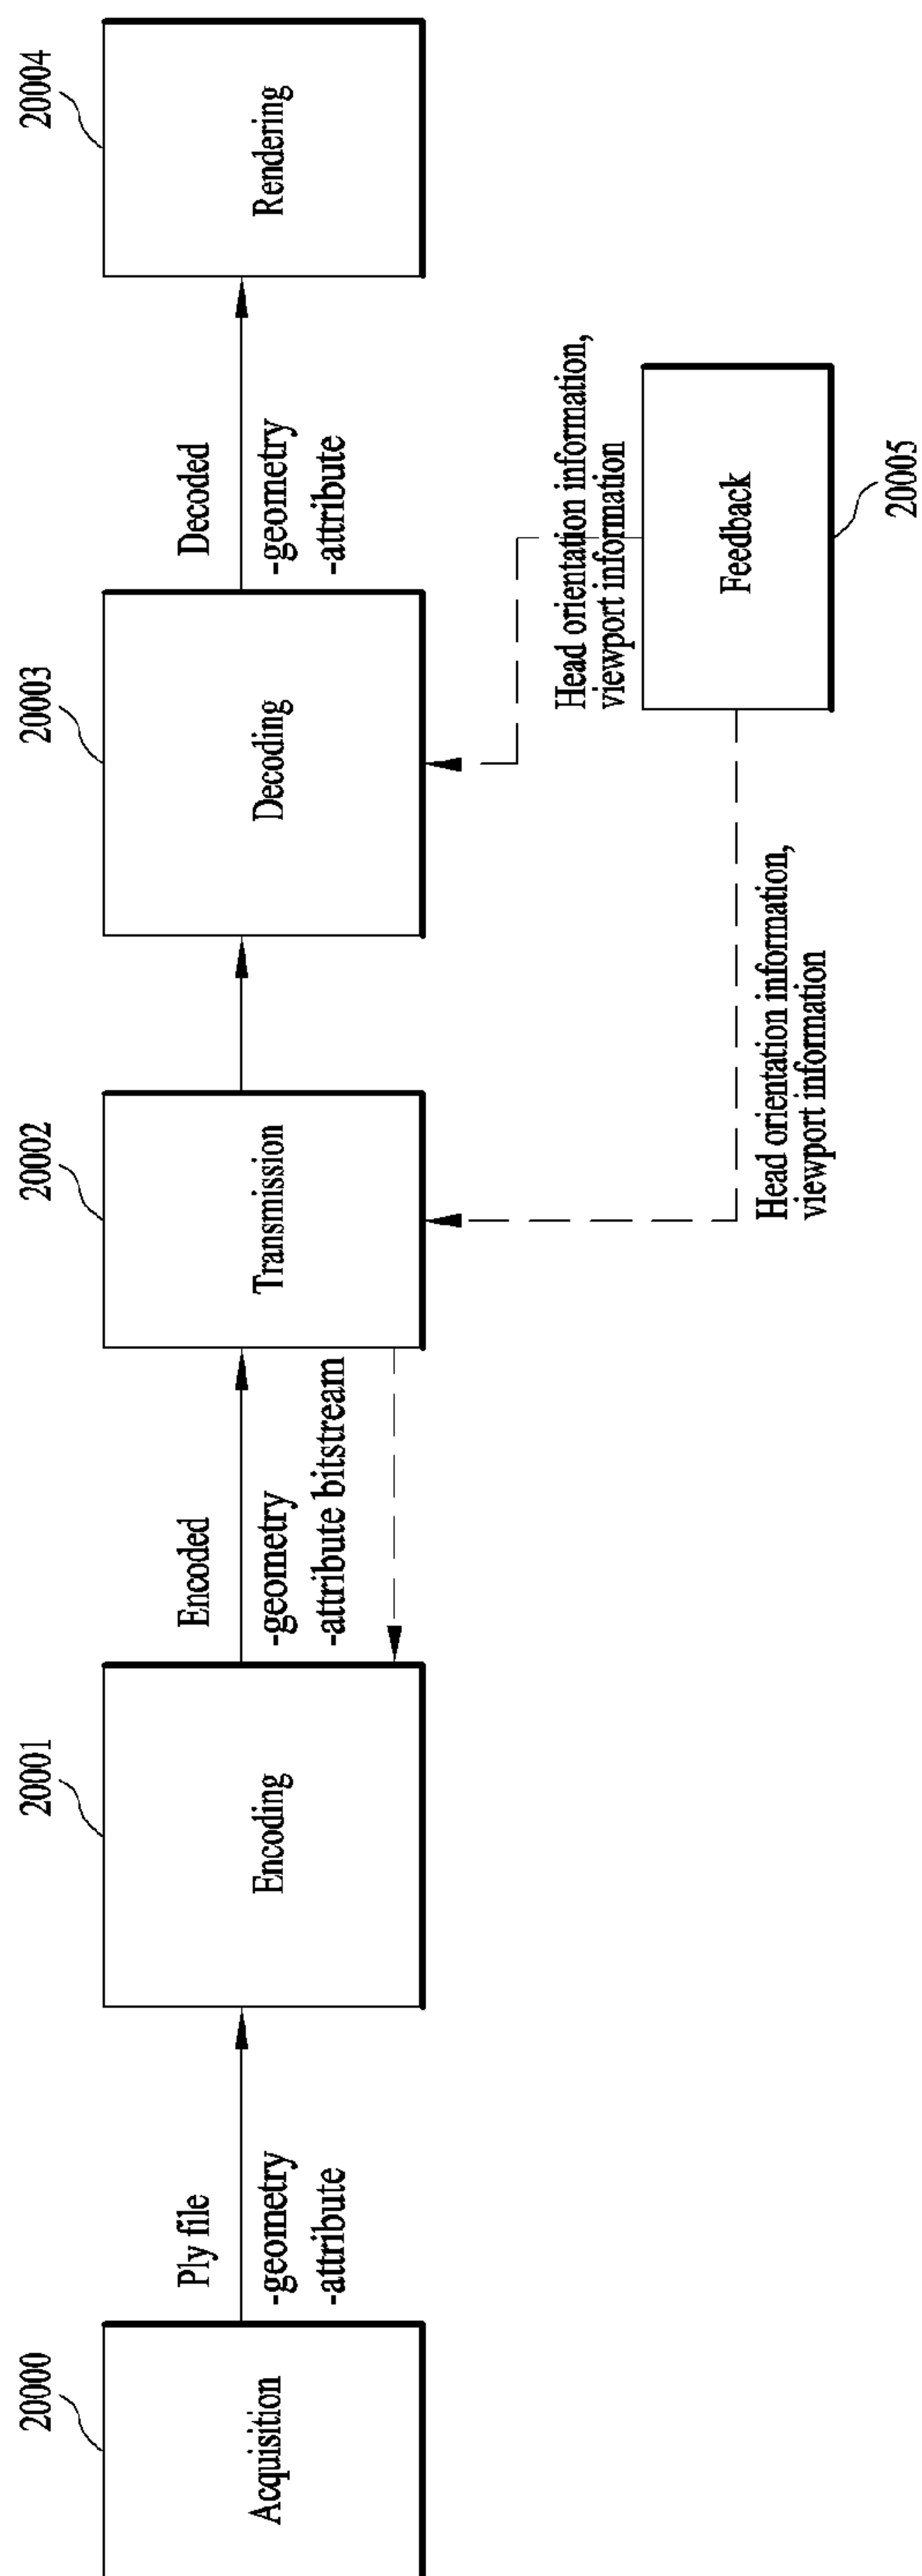 20000
Acquisition
Ply file
-geometry
-attribute
20001
Encoding
Encoded
-geometry
-attribute bitstream
20002
Transmission
20003
Decoding
Decoded
-geometry
-attribute
20004
Rendering
Head orientation information,
viewport information
Head orientation information,
viewport information
Feedback
20005